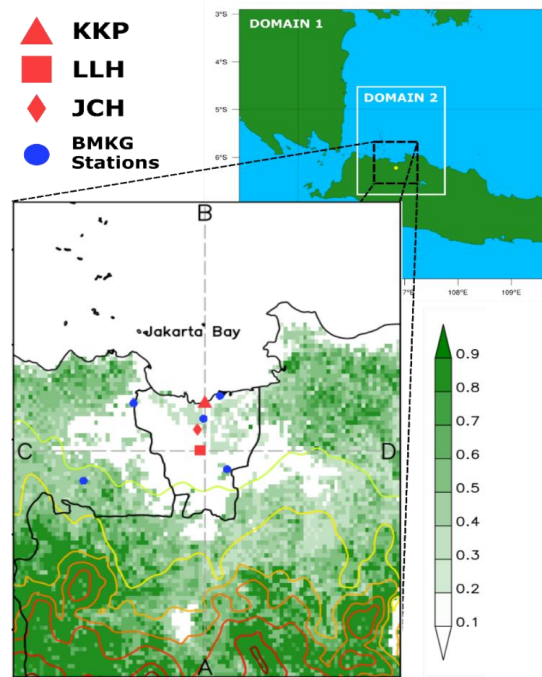 KKP
LLH
JCH
BMKG
Stations
DOMAIN 1
DOMAIN 2
3°S
4°S
5°S
6°S
7°E
108°E
109°E
B
Jakarta Bay
C
D
A
0.9
0.8
0.7
0.6
0.5
0.4
0.3
0.2
0.1